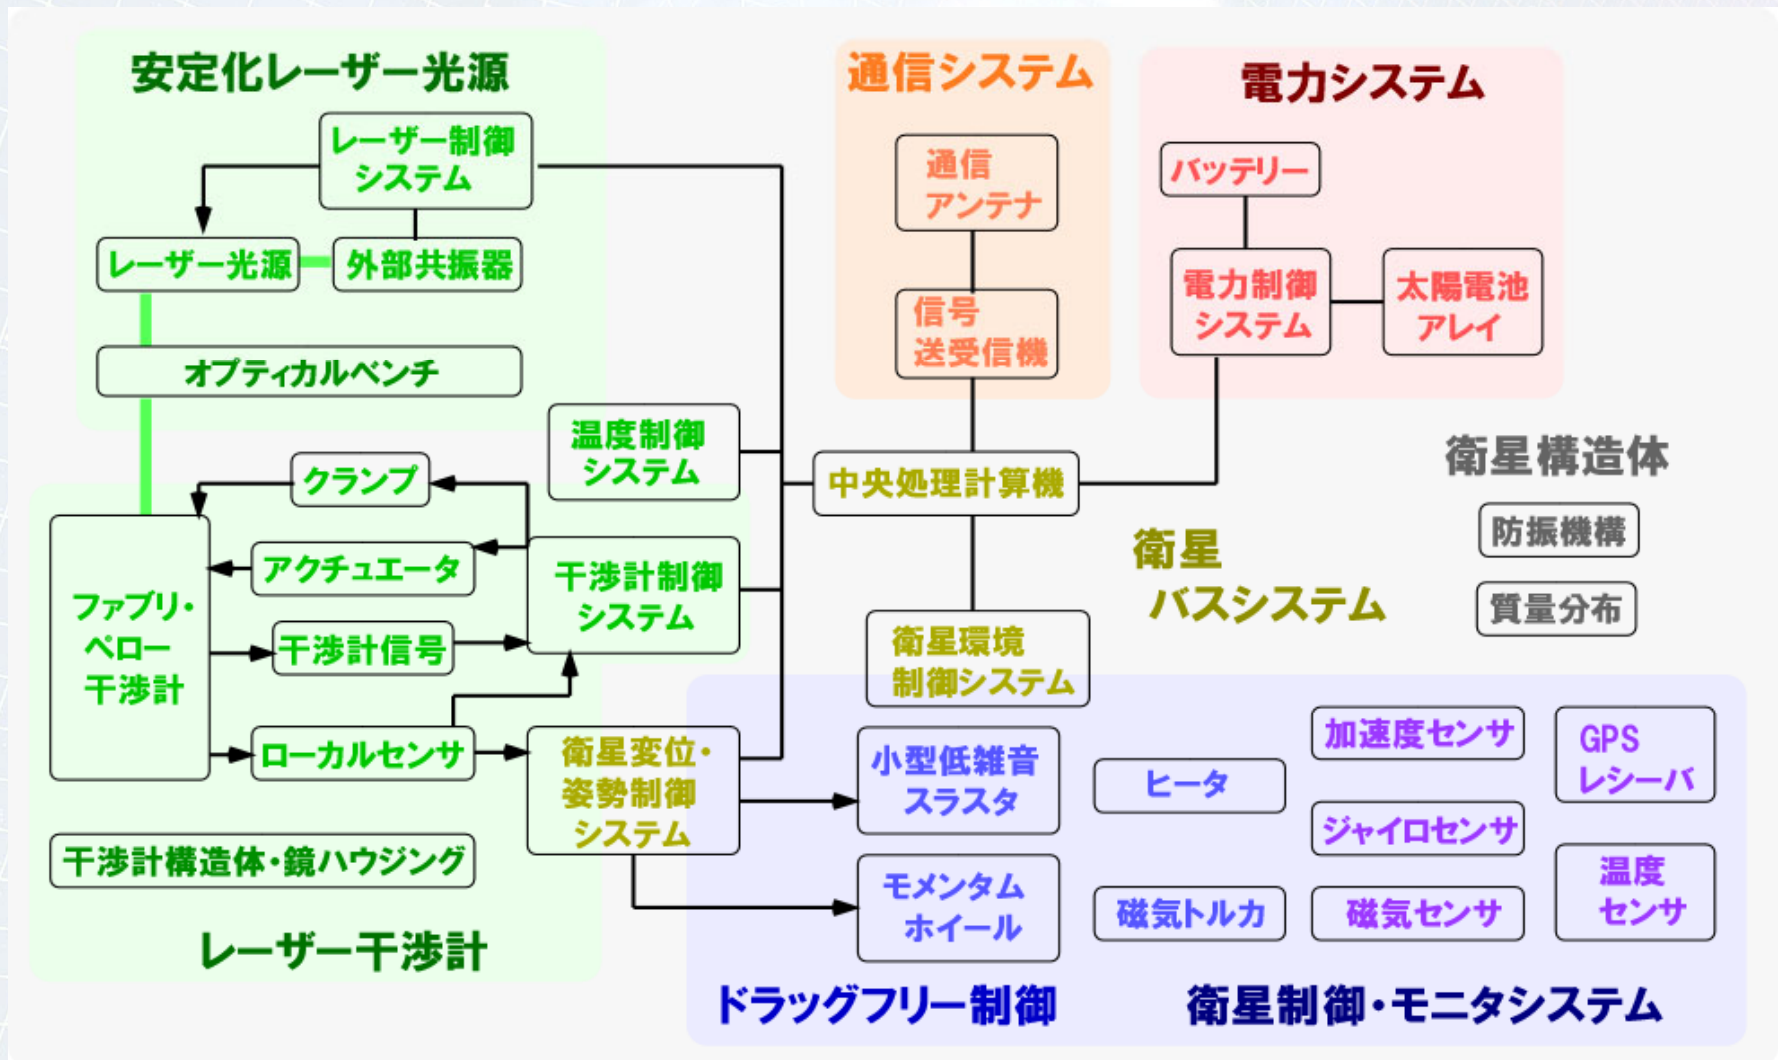 安定化レーザー光源
レーザー制御
システム
レーザー光源
外部共振器
オプティカルベンチ
通信システム
通信
アンテナ
信号
送受信機
電力システム
バッテリー
電力制御
システム
太陽電池
アレイ
温度制御
システム
クランプ
アクチュエータ
ファブリ・
ペロー
干渉計
干渉計制御
システム
干渉計信号
ローカルセンサ
干渉計構造体・鏡ハウジング
レーザー干渉計
中央処理計算機
衛星
バスシステム
衛星構造体
防振機構
質量分布
衛星環境
制御システム
衛星変位・
姿勢制御
システム
小型低雑音
スラスタ
モメンタム
ホイール
ヒータ
磁気トルカ
加速度センサ
ジャイロセンサ
磁気センサ
GPS
レシーバ
温度
センサ
ドラッグフリー制御
衛星制御・モニタシステム